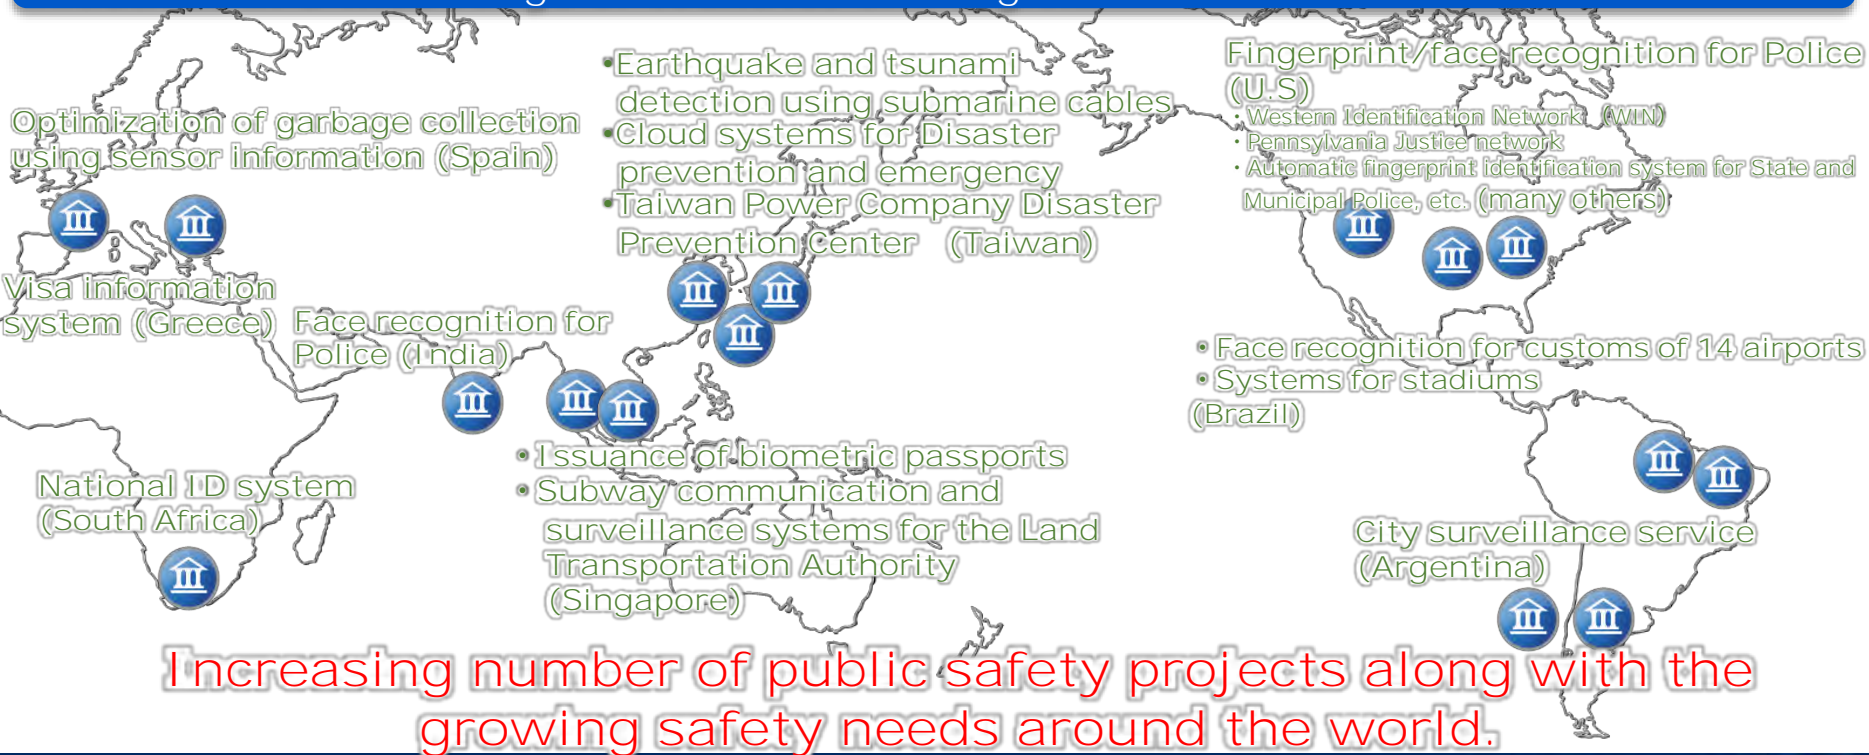 •Earthquake and tsunami
detection using submarine cables
•Cloud systems for Disaster
prevention and emergency
•Taiwan Power Company Disaster
Prevention Center (Taiwan)
Fingerprint/face recognition for Police
(U.S)
・Western Identification Network (WIN)
・Pennsylvania Justice network
・Automatic fingerprint identification system for State and
Municipal Police, etc. (many others)
Optimization of garbage collection
using sensor information (Spain)
Visa information
system (Greece)
Face recognition for
Police (India)
• Face recognition for customs of 14 airports
• Systems for stadiums
(Brazil)
National ID system
(South Africa)
• Issuance of biometric passports
• Subway communication and
surveillance systems for the Land
Transportation Authority
(Singapore)
City surveillance service
(Argentina)
Increasing number of public safety projects along with the
growing safety needs around the world.